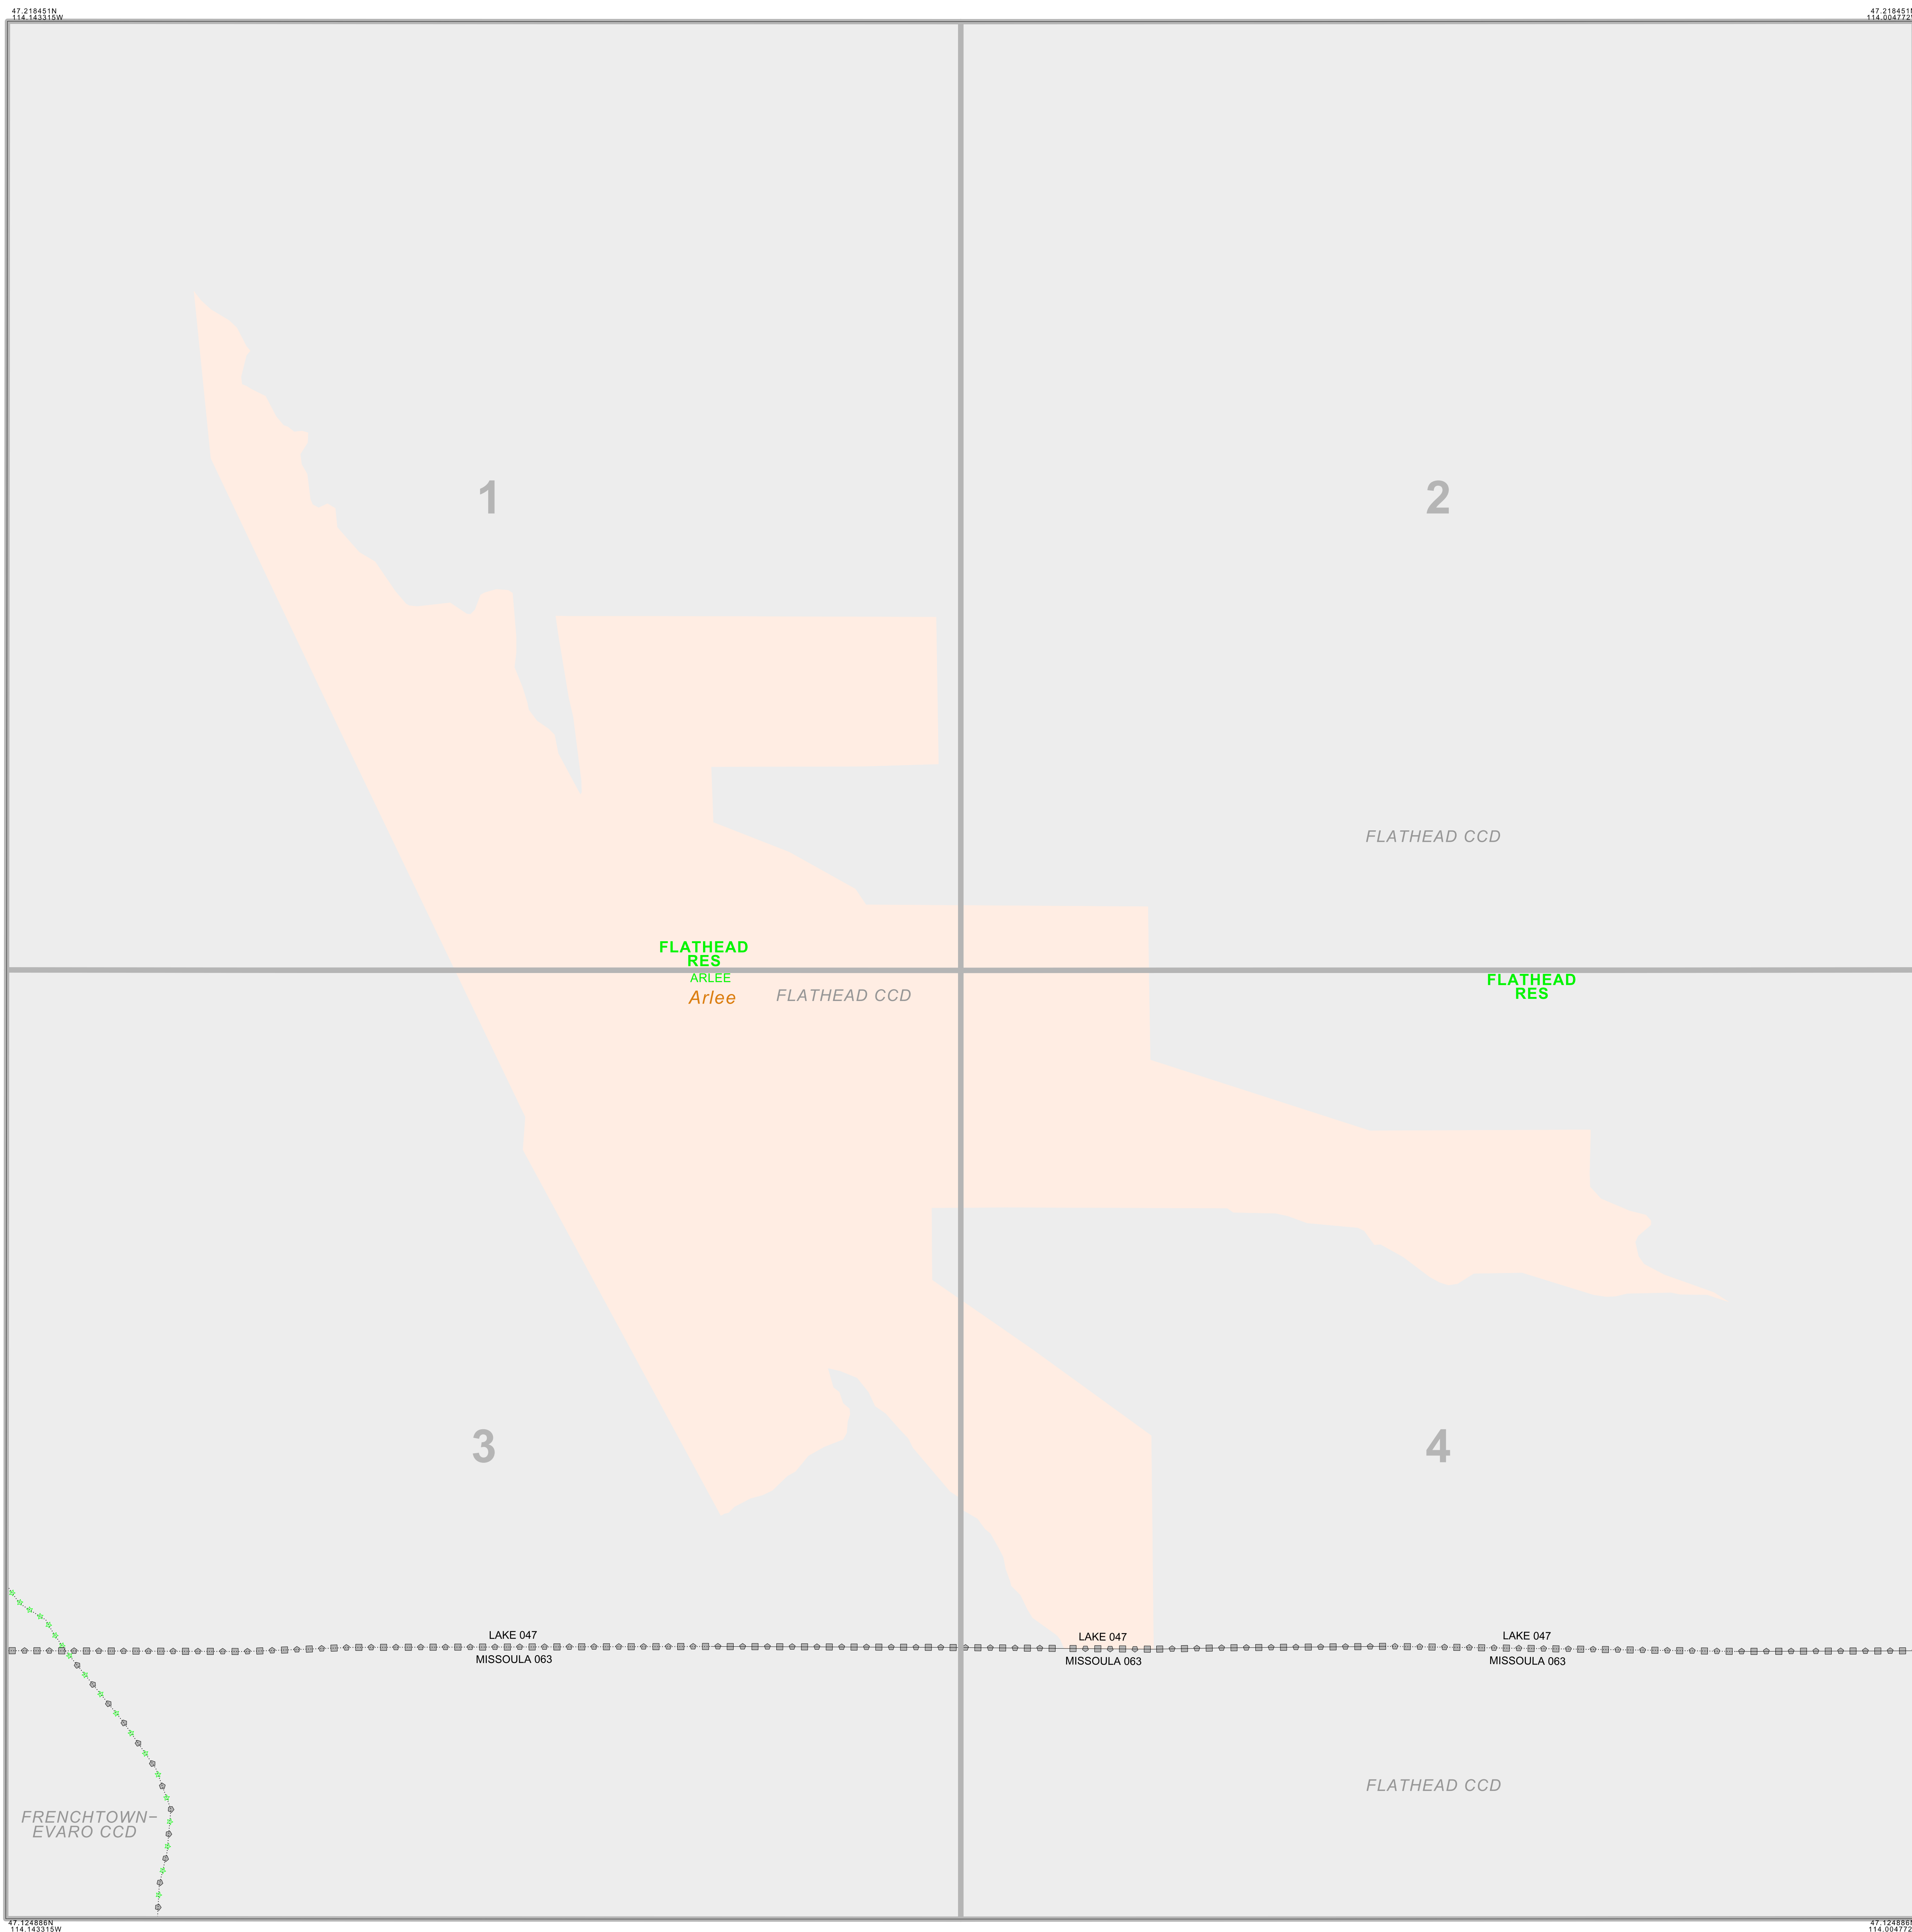 47.218451N
114.143315W
47.218451N
114.004772
1
2
FLATHEAD CCD
FLATHEAD
RES
ARLEE
Arlee
FLATHEAD CCD
FLATHEAD
RES
3
4
LAKE 047
MISSOULA 063
LAKE 047
MISSOULA 063
LAKE 047
MISSOULA 063
FLATHEAD CCD
FRENCHTOWN-
EVARO CCD
47.124886N
114.143315W
47.124886N
114.004772